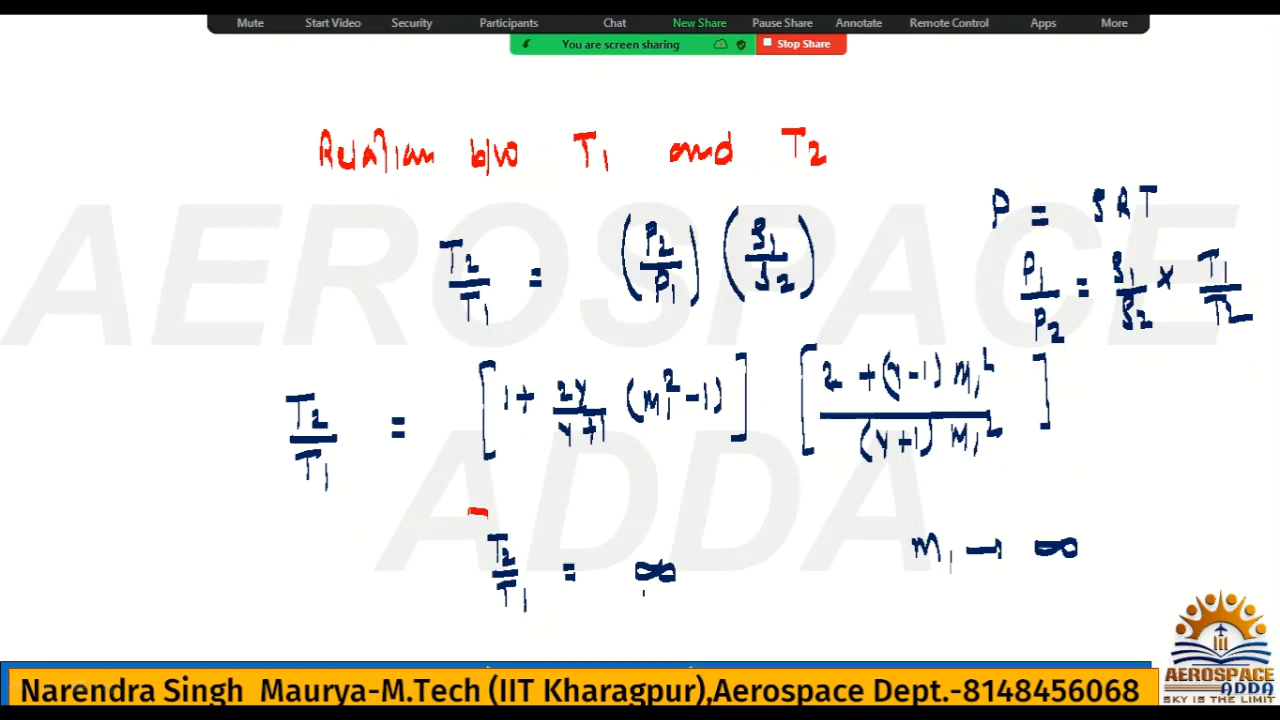 Mute Start Video Security Participants Chat New Share Pause Share Annotate Remote Control Apps More
You are screen sharing Stop Share
Relation b/w T₁ and T₂
P = ρRT
T₂/T₁ = (P₂/P₁) (ρ₁/ρ₂)
P₁/P₂ = ρ₁/ρ₂ × T₁/T₂
T₂/T₁ = [1 + 2γ/(γ+1) (M₁² - 1)] [(2 + (γ-1) M₁²)/((γ+1) M₁²)]
T₂/T₁ = ∞
M₁ → ∞
AEROSPACE
ADDA
Narendra Singh Maurya-M.Tech (IIT Kharagpur),Aerospace Dept.-8148456068
AEROSPACE
ADDA
SKY IS THE LIMIT